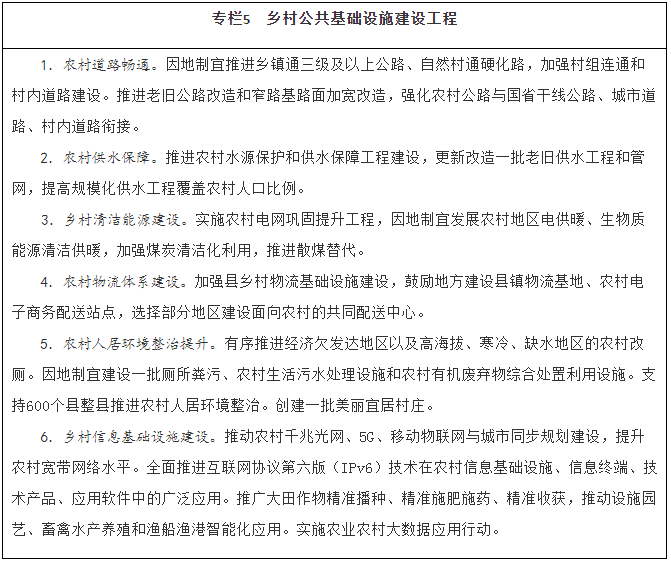 专栏5 乡村公共基础设施建设工程
1. 农村道路畅通。因地制宜推进乡镇通三级及以上公路、自然村通硬化路，加强村组连通和
村内道路建设。推进老旧公路改造和窄路基路面加宽改造，强化农村公路与国省干线公路、城市道
路、村内道路衔接。
2. 农村供水保障。推进农村水源保护和供水保障工程建设，更新改造一批老旧供水工程和管
网，提高规模化供水工程覆盖农村人口比例。
3. 乡村清洁能源建设。实施农村电网巩固提升工程，因地制宜发展农村地区电供暖、生物质
能源清洁供暖，加强煤炭清洁化利用，推进散煤替代。
4. 农村物流体系建设。加强县乡村物流基础设施建设，鼓励地方建设县镇物流基地、农村电
子商务配送站点，选择部分地区建设面向农村的共同配送中心。
5. 农村人居环境整治提升。有序推进经济欠发达地区以及高海拔、寒冷、缺水地区的农村改
厕。因地制宜建设一批厕所粪污、农村生活污水处理设施和农村有机废弃物综合处置利用设施。支
持600个县整县推进农村人居环境整治。创建一批美丽宜居村庄。
6. 乡村信息基础设施建设。推动农村千兆光网、5G、移动物联网与城市同步规划建设，提升
农村宽带网络水平。全面推进互联网协议第六版（IPv6）技术在农村信息基础设施、信息终端、技
术产品、应用软件中的广泛应用。推广大田作物精准播种、精准施肥施药、精准收获，推动设施园
艺、畜禽水产养殖和渔船渔港智能化应用。实施农业农村大数据应用行动。